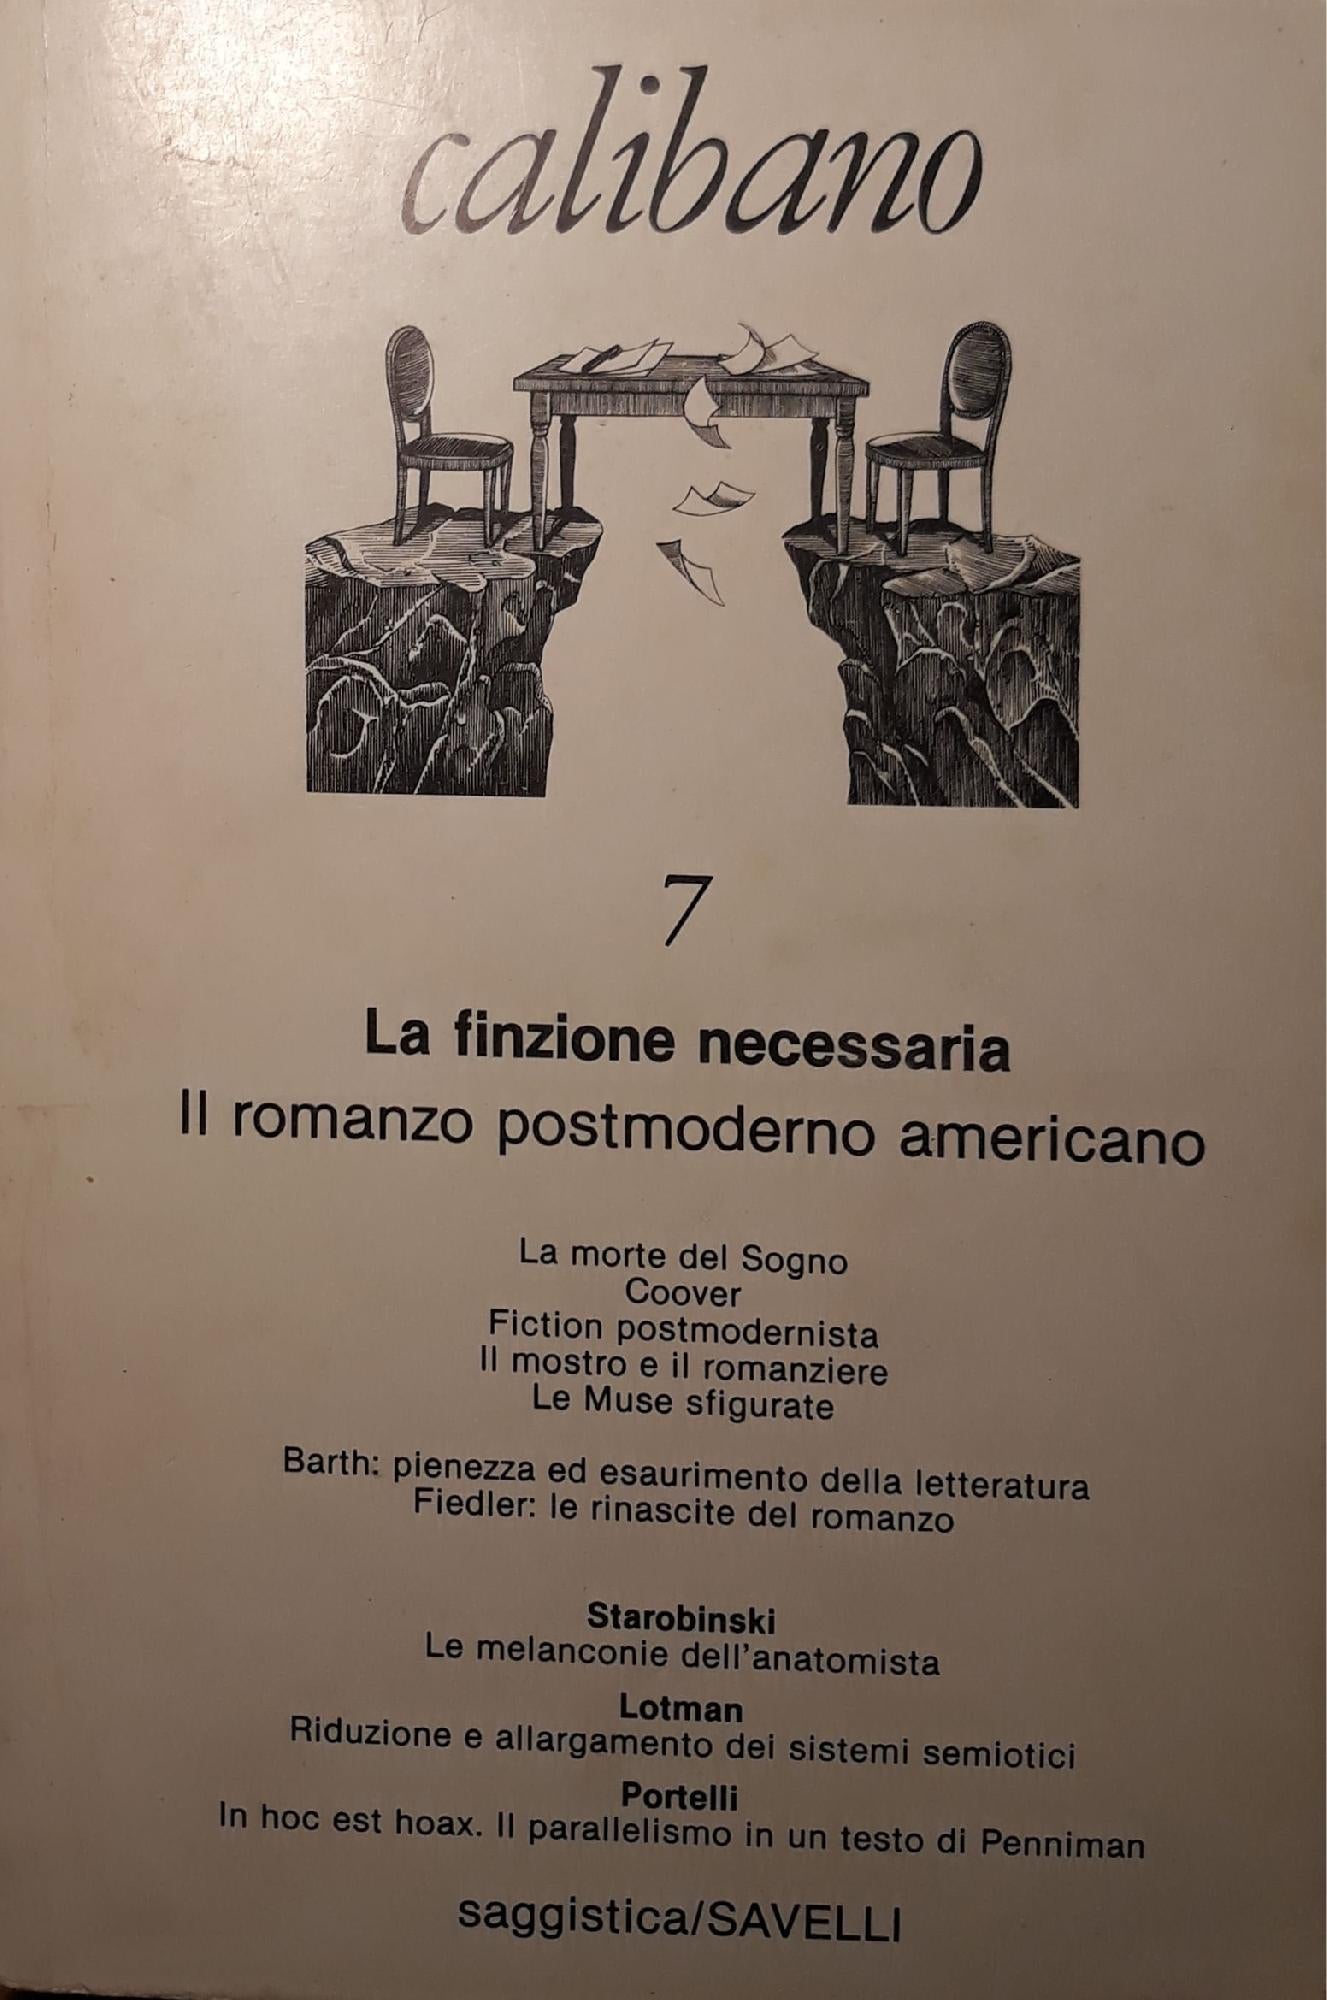 calibano
7
La finzione necessaria
Il romanzo postmoderno americano
La morte del Sogno
Coover
Fiction postmodernista
Il mostro e il romanziere
Le Muse sfigurate
Barth: pienezza ed esaurimento della letteratura
Fiedler: le rinascite del romanzo
Starobinski
Le melanconie dell'anatomista
Lotman
Riduzione e allargamento dei sistemi semiotici
Portelli
In hoc est hoax. Il parallelismo in un testo di Penniman
saggistica/SAVELLI